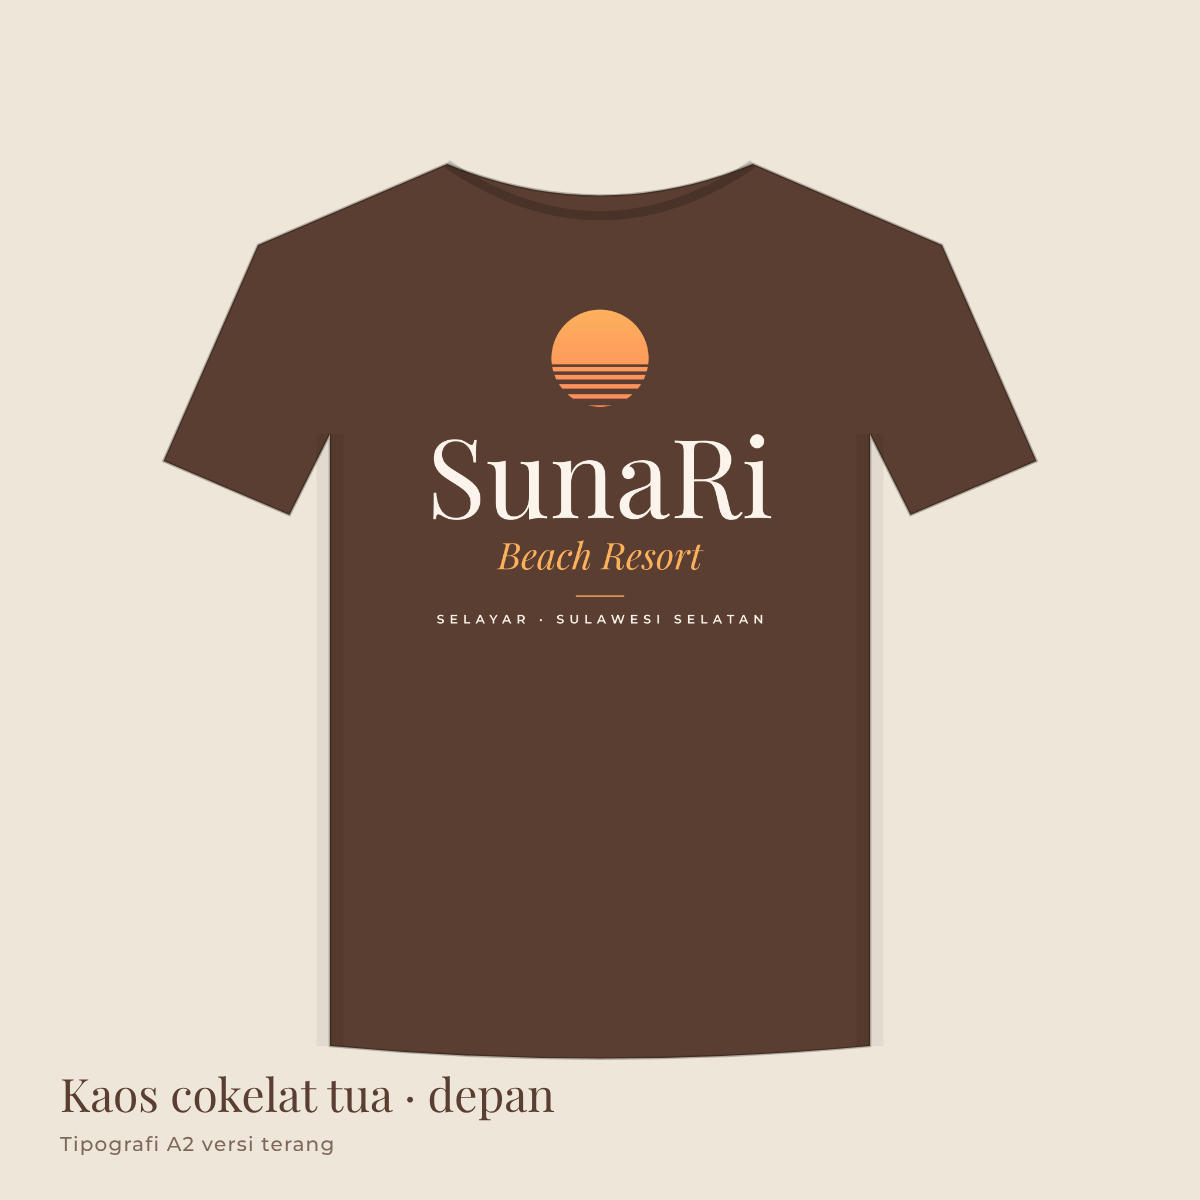 SunaRi
Beach Resort
SELAYAR · SULAWESI SELATAN
Kaos cokelat tua · depan
Tipografi A2 versi terang